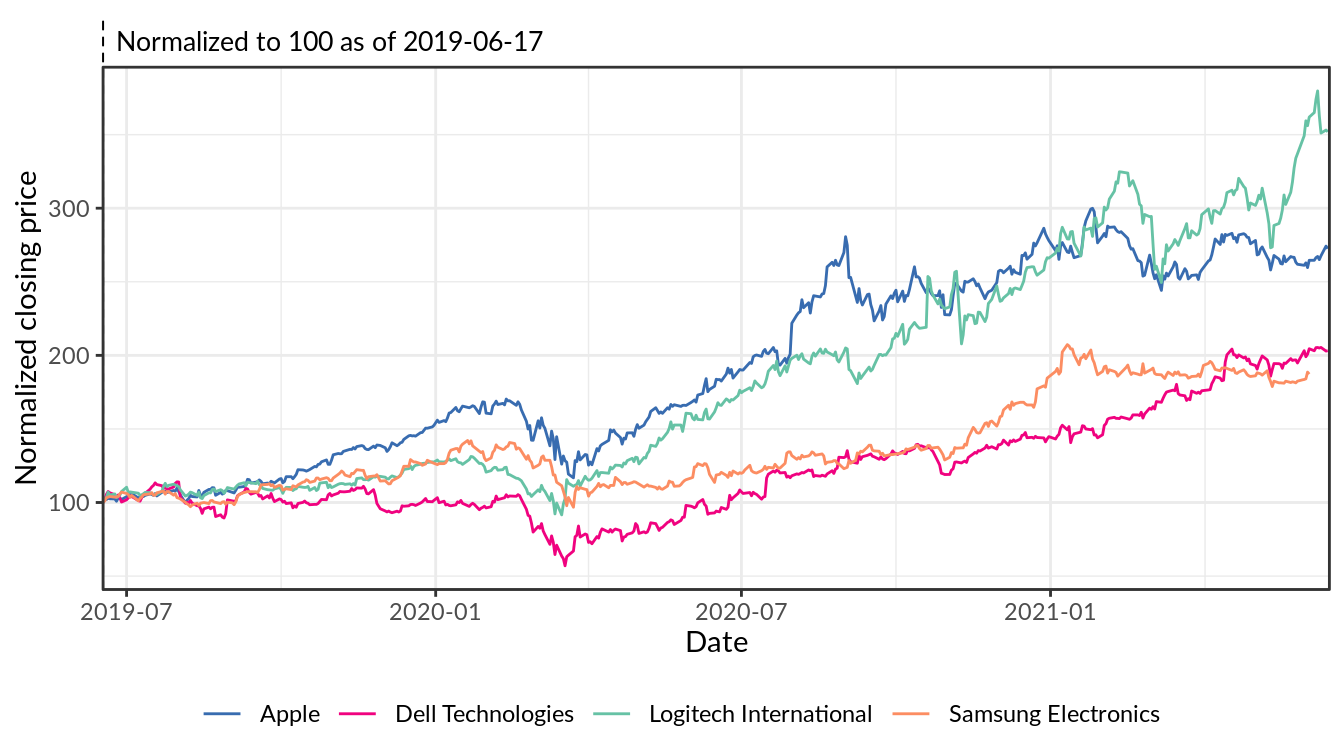 Normalized to 100 as of 2019-06-17
Normalized closing price
300
200
100
2019-07 2020-01 2020-07 2021-01
Date
Apple Dell Technologies Logitech International Samsung Electronics